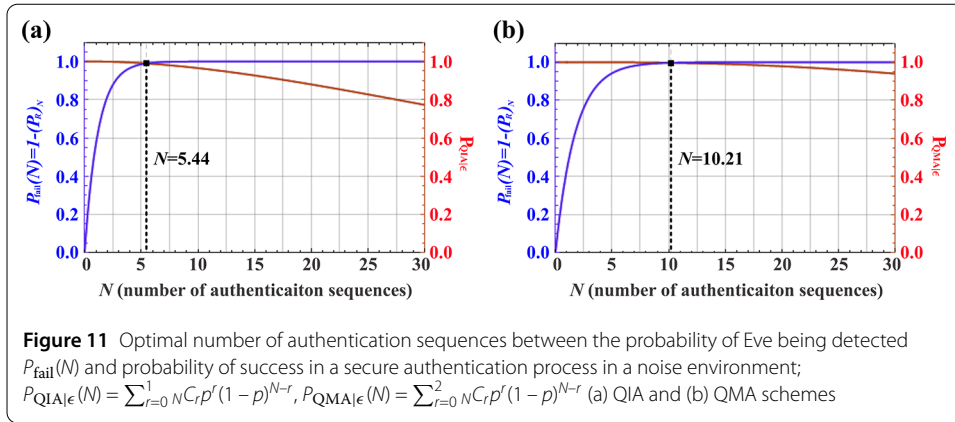 (a)
1.0
0.8
0.6
0.4
0.2
0.0
P_fail(N)=1-(P_R)_N
N=5.44
1.0
0.8
0.6
0.4
0.2
0.0
P_QIA|ϵ
0 5 10 15 20 25 30
N (number of authenticaiton sequences)
(b)
1.0
0.8
0.6
0.4
0.2
0.0
P_fail(N)=1-(P_R)_N
N=10.21
1.0
0.8
0.6
0.4
0.2
0.0
P_QMA|ϵ
0 5 10 15 20 25 30
N (number of authenticaiton sequences)
Figure 11 Optimal number of authentication sequences between the probability of Eve being detected
P_fail(N) and probability of success in a secure authentication process in a noise environment;
P_QIA|ϵ(N) = ∑_{r=0}^{1} _N C_r p^r (1 – p)^{N–r}, P_QMA|ϵ(N) = ∑_{r=0}^{2} _N C_r p^r (1 – p)^{N–r} (a) QIA and (b) QMA schemes